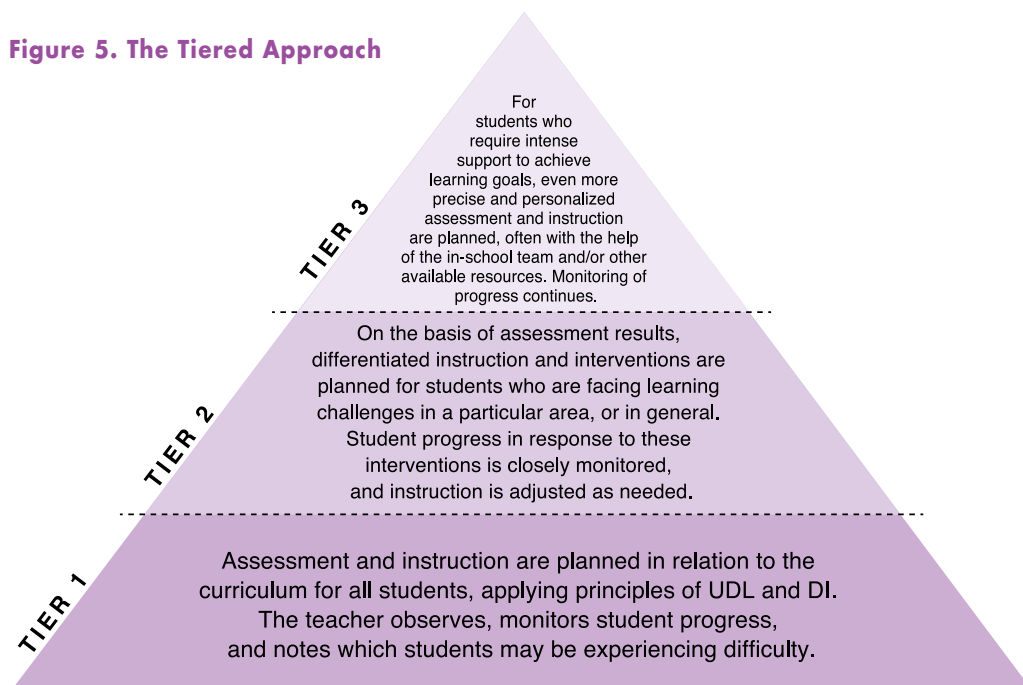 Figure 5. The Tiered Approach
For
students who
require intense
support to achieve
learning goals, even more
precise and personalized
assessment and instruction
are planned, often with the help
of the in-school team and/or other
available resources. Monitoring of
progress continues.
TIER 3
On the basis of assessment results,
differentiated instruction and interventions are
planned for students who are facing learning
challenges in a particular area, or in general.
Student progress in response to these
interventions is closely monitored,
and instruction is adjusted as needed.
TIER 2
Assessment and instruction are planned in relation to the
curriculum for all students, applying principles of UDL and DI.
The teacher observes, monitors student progress,
and notes which students may be experiencing difficulty.
TIER 1